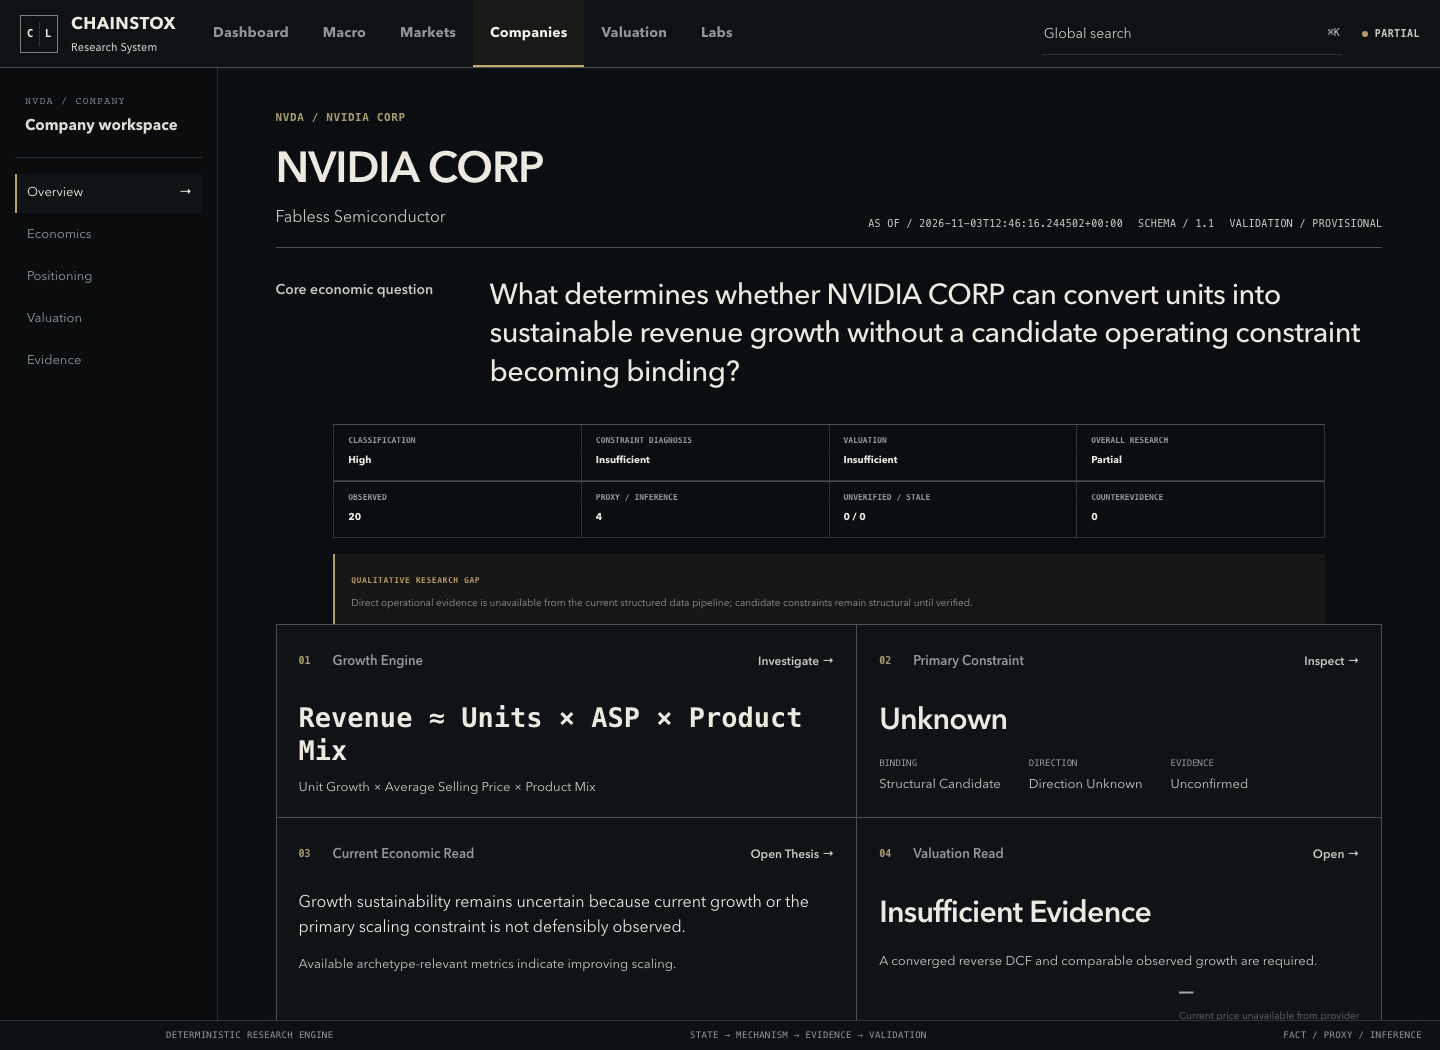 C L
CHAINSTOX
Research System
Dashboard
Macro
Markets
Companies
Valuation
Labs
Global search
⌘K
PARTIAL
NVDA / COMPANY
Company workspace
Overview →
Economics
Positioning
Valuation
Evidence
NVDA / NVIDIA CORP
NVIDIA CORP
Fabless Semiconductor
AS OF / 2026-11-03T12:46:16.244502+00:00 SCHEMA / 1.1 VALIDATION / PROVISIONAL
Core economic question
What determines whether NVIDIA CORP can convert units into
sustainable revenue growth without a candidate operating constraint
becoming binding?
CLASSIFICATION
High
CONSTRAINT DIAGNOSIS
Insufficient
VALUATION
Insufficient
OVERALL RESEARCH
Partial
OBSERVED
20
PROXY / INFERENCE
4
UNVERIFIED / STALE
0 / 0
COUNTEREVIDENCE
0
QUALITATIVE RESEARCH GAP
Direct operational evidence is unavailable from the current structured data pipeline; candidate constraints remain structural until verified.
01 Growth Engine
Investigate →
Revenue ≈ Units × ASP × Product
Mix
Unit Growth × Average Selling Price × Product Mix
02 Primary Constraint
Inspect →
Unknown
BINDING
Structural Candidate
DIRECTION
Direction Unknown
EVIDENCE
Unconfirmed
03 Current Economic Read
Open Thesis →
Growth sustainability remains uncertain because current growth or the
primary scaling constraint is not defensibly observed.
Available archetype-relevant metrics indicate improving scaling.
04 Valuation Read
Open →
Insufficient Evidence
A converged reverse DCF and comparable observed growth are required.
—
Current price unavailable from provider
DETERMINISTIC RESEARCH ENGINE
STATE → MECHANISM → EVIDENCE → VALIDATION
FACT / PROXY / INFERENCE